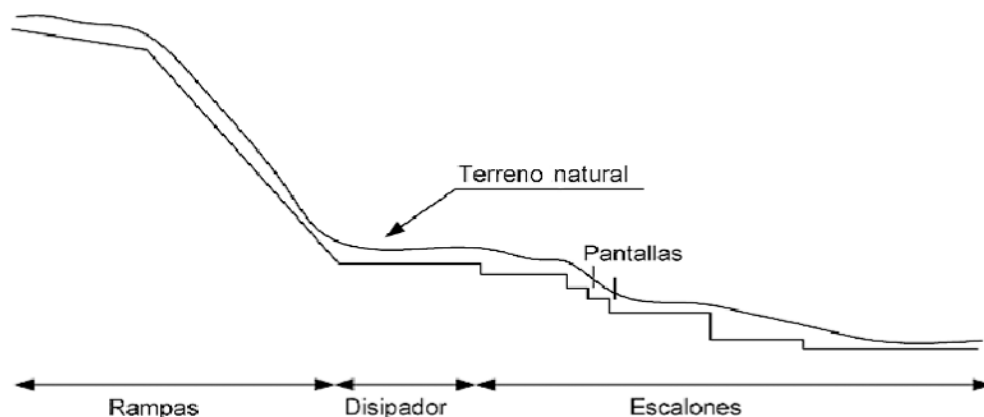 Terreno natural
Pantallas
Rampas
Disipador
Escalones